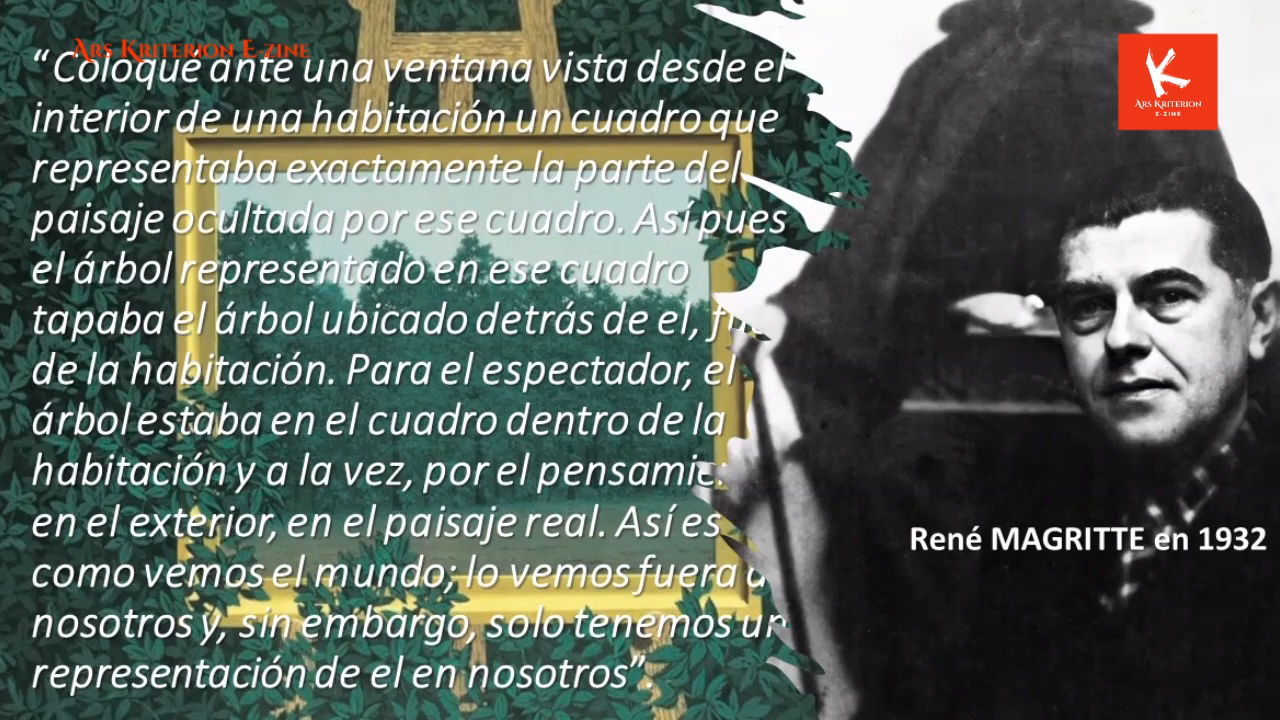 ARS KRITERION E-ZINE
“Coloqué ante una ventana vista desde el
interior de una habitación un cuadro que
representaba exactamente la parte del
paisaje ocultada por ese cuadro. Así pues
el árbol representado en ese cuadro
tapaba el árbol ubicado detrás de el,
de la habitación. Para el espectador, el
árbol estaba en el cuadro dentro de la
habitación y a la vez, por el
en el exterior, en el paisaje real. Así es
como vemos el mundo; lo vemos fuera
nosotros y, sin embargo, solo tenemos
representación de el en nosotros”.
ARS KRITERION
E-ZINE
René MAGRITTE en 1932